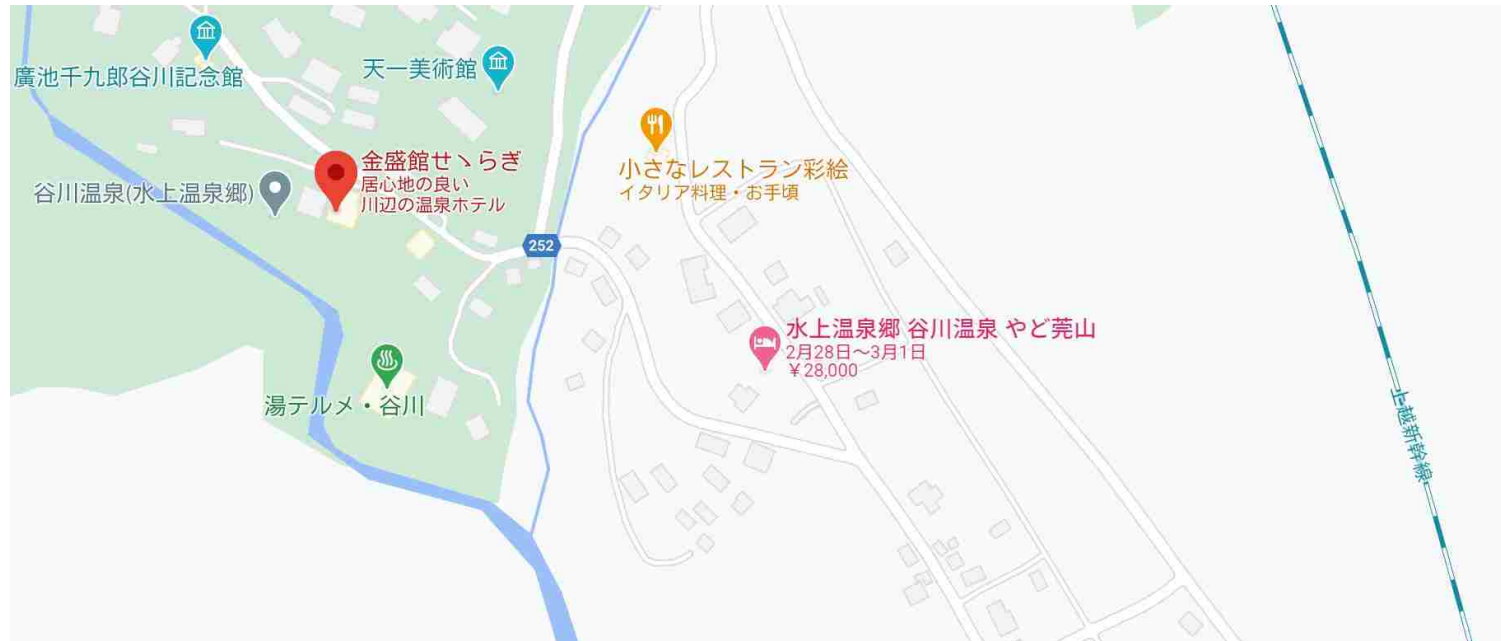 廣池千九郎谷川記念館
天一美術館
金盛館せゝらぎ
居心地の良い
川辺の温泉ホテル
谷川温泉(水上温泉郷)
小さなレストラン彩絵
イタリア料理・お手頃
252
水上温泉郷 谷川温泉 やど莞山
2月28日～3月1日
￥28,000
湯テルメ・谷川
上越新幹線